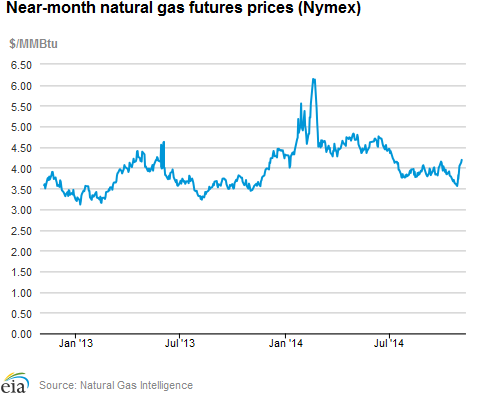 Near-month natural gas futures prices (Nymex)
$/MMBtu
6.50
6.00
5.50
5.00
4.50
4.00
3.50
3.00
2.50
2.00
1.50
1.00
0.50
0.00
Jan '13
Jul '13
Jan '14
Jul '14
eia
Source: Natural Gas Intelligence